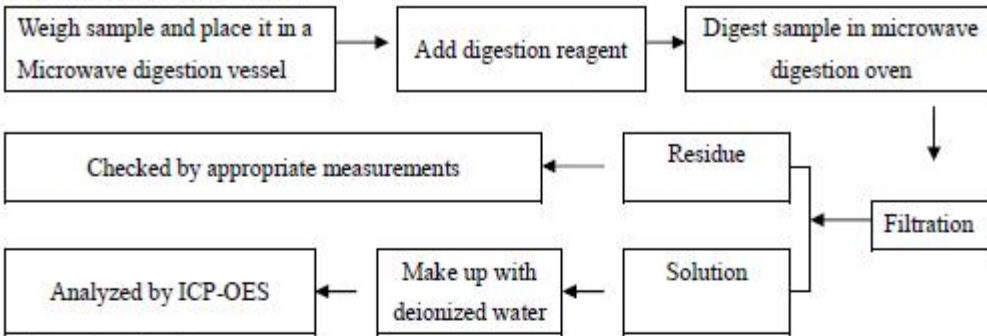 Weigh sample and place it in a
Microwave digestion vessel
Add digestion reagent
Digest sample in microwave
digestion oven
Checked by appropriate measurements
Residue
Filtration
Analyzed by ICP-OES
Make up with
deionized water
Solution